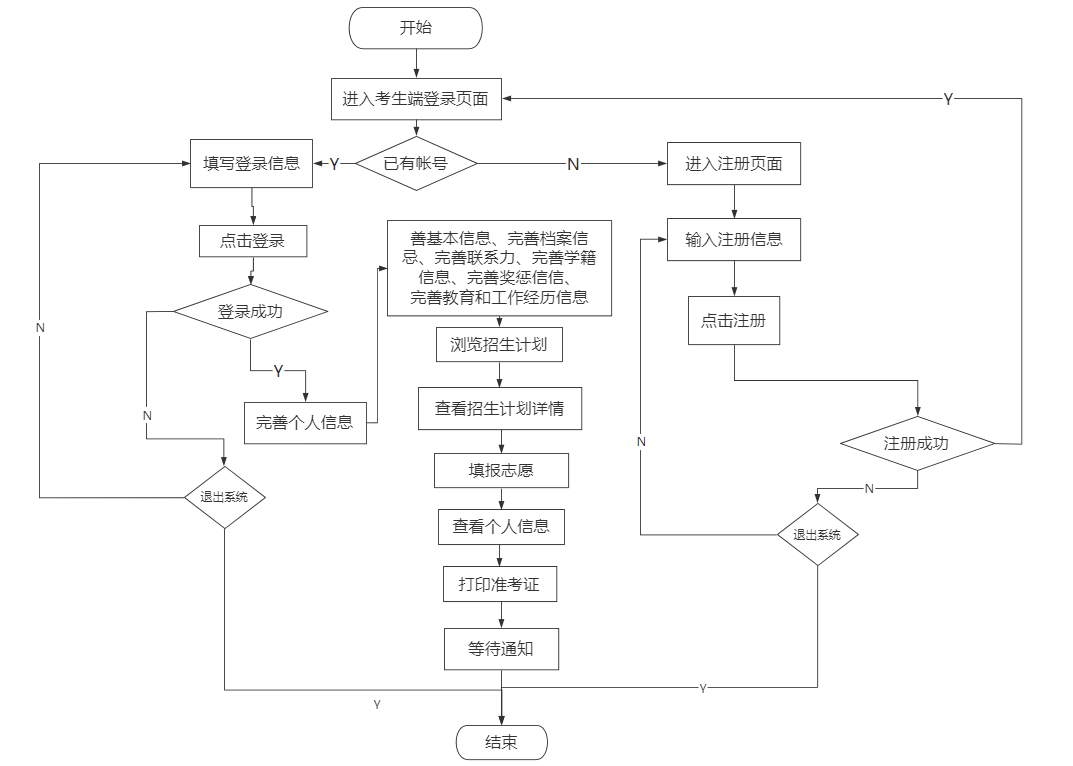 开始
进入考生端登录页面
Y
填写登录信息
Y
已有帐号
N
进入注册页面
点击登录
善基本信息、完善档案信
息、完善联系力、完善学籍
信息、完善奖惩信信、
完善教育和工作经历信息
输入注册信息
登录成功
N
浏览招生计划
点击注册
Y
N
完善个人信息
查看招生计划详情
N
注册成功
填报志愿
N
退出系统
查看个人信息
退出系统
打印准考证
等待通知
Y
Y
结束